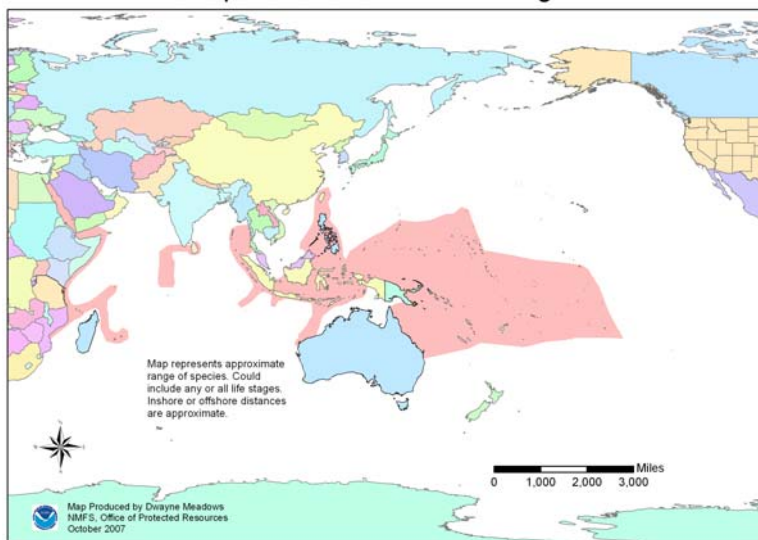 Map represents approximate
range of species. Could
include any or all life stages.
Inshore or offshore distances
are approximate.
Miles
0 1,000 2,000 3,000
Map Produced by Dwayne Meadows
NMFS, Office of Protected Resources
October 2007